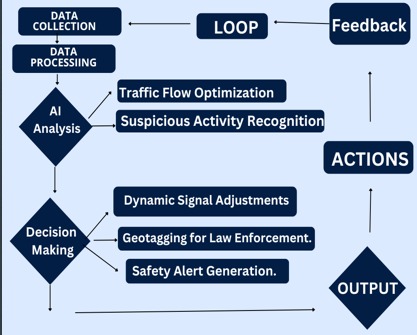 DATA
COLLECTION
LOOP
Feedback
DATA
PROCESSIING
AI
Analysis
Traffic Flow Optimization
Suspicious Activity Recognition
ACTIONS
Decision
Making
Dynamic Signal Adjustments
Geotagging for Law Enforcement.
Safety Alert Generation.
OUTPUT